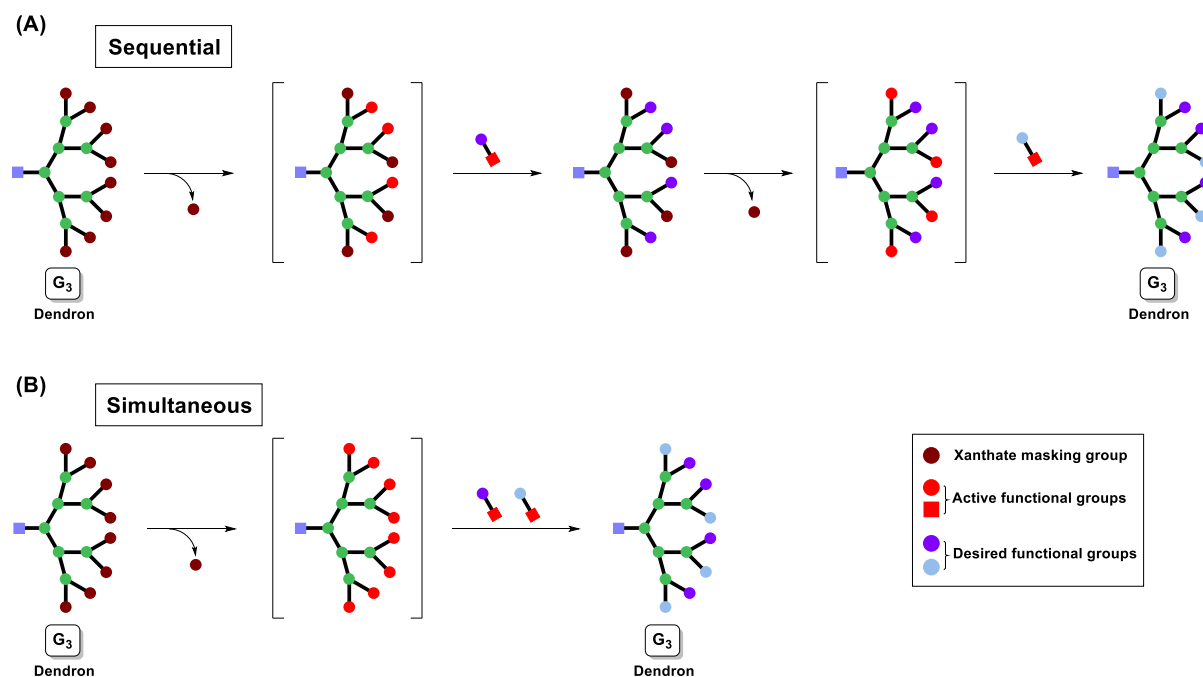 (A)
Sequential
G₃
Dendron
G₃
Dendron
(B)
Simultaneous
Xanthate masking group
Active functional groups
Desired functional groups
G₃
Dendron
G₃
Dendron